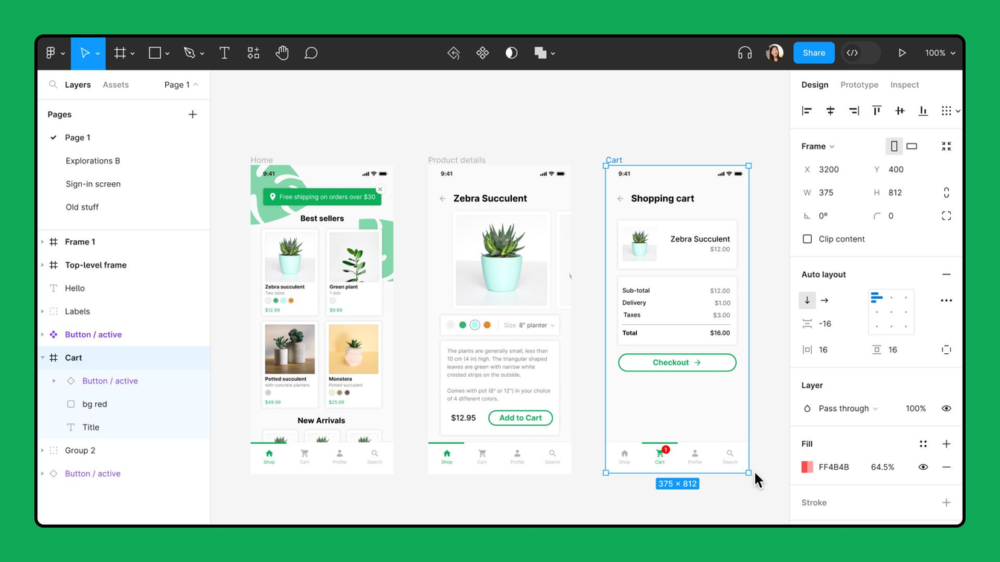 Share
100%
Layers
Assets
Page 1
Pages
Page 1
Explorations B
Sign-in screen
Old stuff
Frame 1
Top-level frame
Hello
Labels
Button / active
Cart
Button / active
bg red
Title
Group 2
Button / active
Home
9:41
Free shipping on orders over $30
Best sellers
Zebra succulent
Two sizes
$12.99
Green plant
1 size
$9.99
Potted succulent
with concrete planters
$49.99
Monstera
Potted succulent
$25.99
New Arrivals
Shop
Cart
Profile
Search
Product details
9:41
Zebra Succulent
Size 8" planter
The plants are generally small, less than
10 cm (4 in) high. The triangular shaped
leaves are green with narrow white
crested strips on the outside.
Comes with pot (8" or 12") in your choice
of 4 different colors.
$12.95
Add to Cart
Shop
Cart
Profile
Search
Cart
9:41
Shopping cart
Zebra Succulent
$12.00
Sub-total $12.00
Delivery $1.00
Taxes $3.00
Total $16.00
Checkout
1
Shop
Cart
Profile
Search
375 × 812
Design
Prototype
Inspect
Frame
X 3200 Y 400
W 375 H 812
0° 0
Clip content
Auto layout
-16
16 16
Layer
Pass through 100%
Fill
FF4B4B 64.5%
Stroke